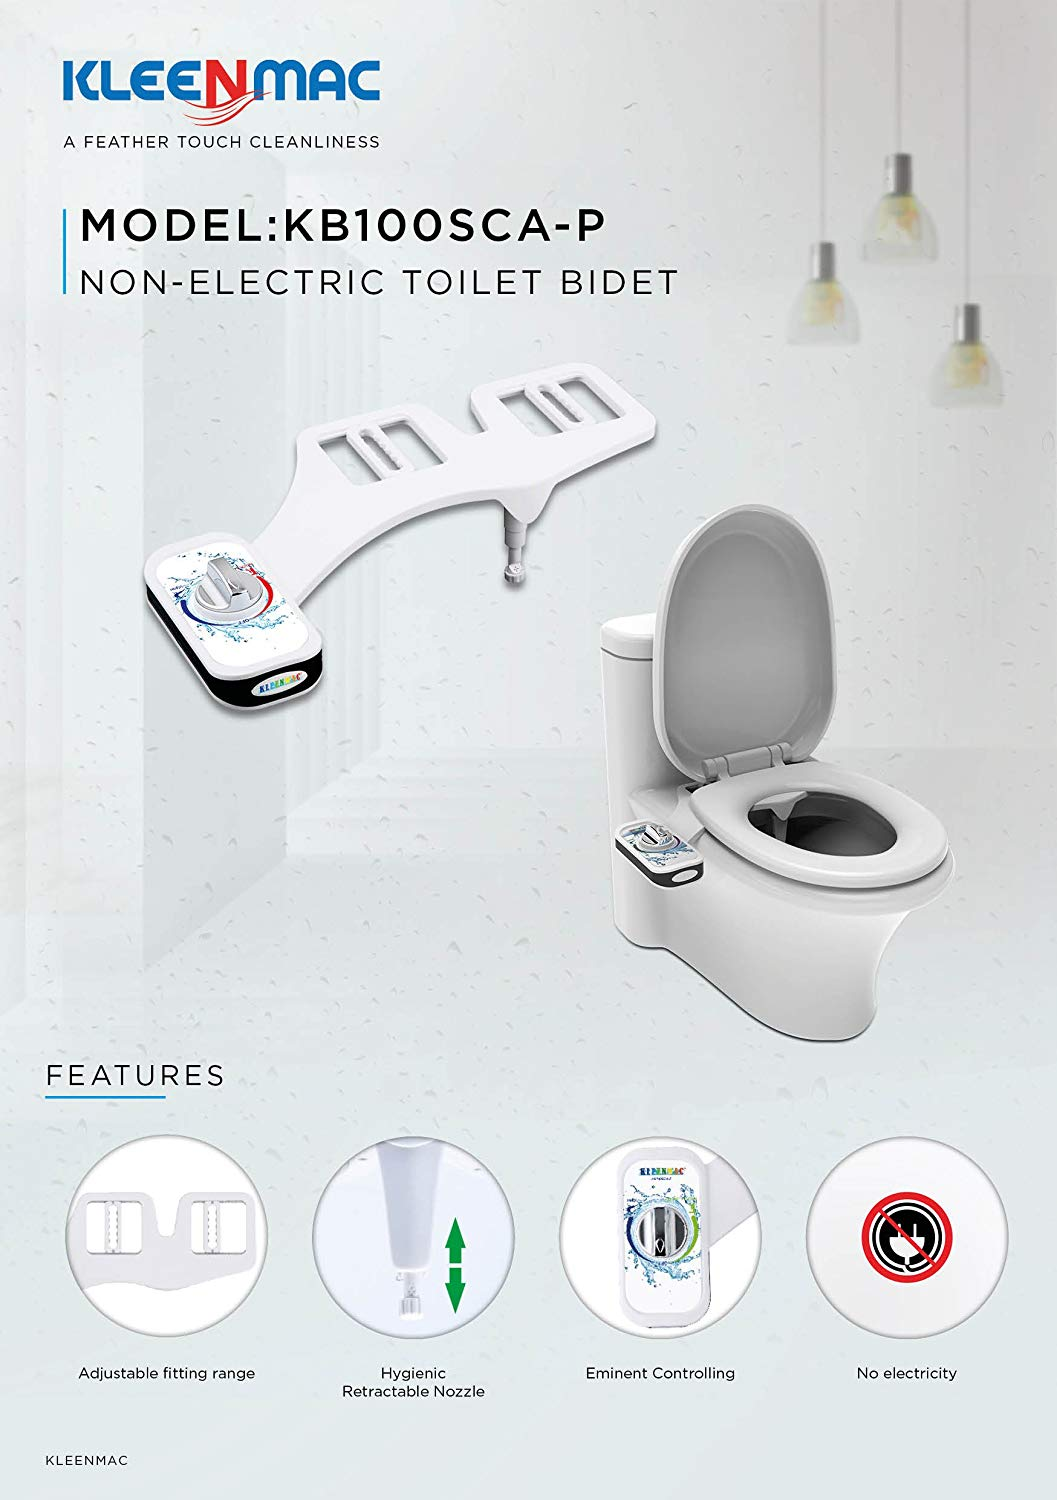 KLEENMAC
A FEATHER TOUCH CLEANLINESS
MODEL:KB100SCA-P
NON-ELECTRIC TOILET BIDET
KLEENMAC
FEATURES
KLEENMAC
Adjustable fitting range
Hygienic
Retractable Nozzle
Eminent Controlling
No electricity
KLEENMAC